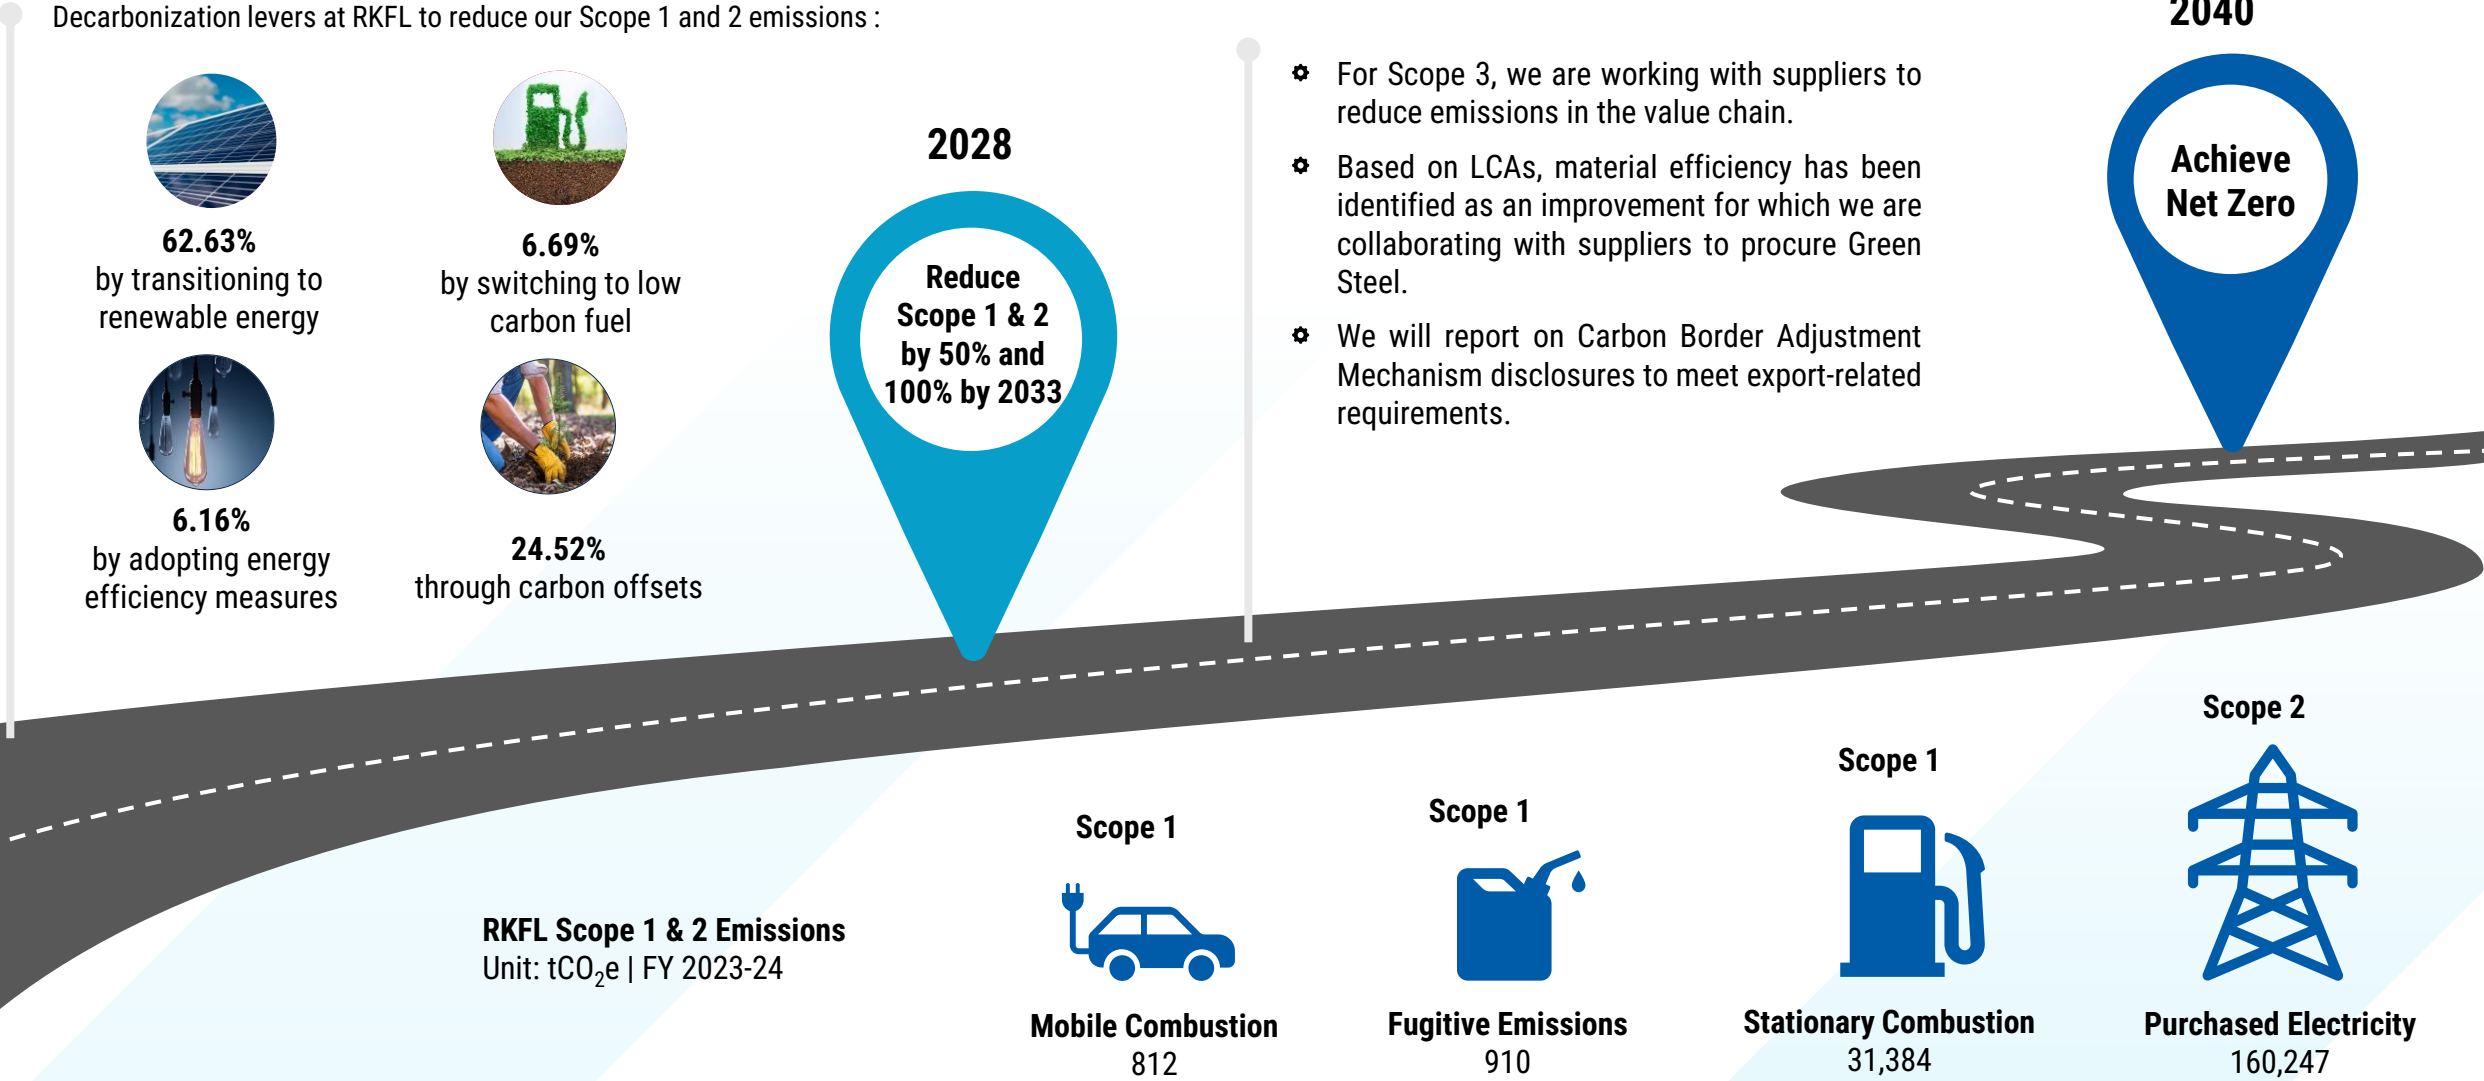 Decarbonization levers at RKFL to reduce our Scope 1 and 2 emissions :
62.63%
by transitioning to
renewable energy
6.69%
by switching to low
carbon fuel
6.16%
by adopting energy
efficiency measures
24.52%
through carbon offsets
2028
Reduce
Scope 1 & 2
by 50% and
100% by 2033
For Scope 3, we are working with suppliers to
reduce emissions in the value chain.
Based on LCAs, material efficiency has been
identified as an improvement for which we are
collaborating with suppliers to procure Green
Steel.
We will report on Carbon Border Adjustment
Mechanism disclosures to meet export-related
requirements.
2040
Achieve
Net Zero
RKFL Scope 1 & 2 Emissions
Unit: tCO₂e | FY 2023-24
Scope 1
Mobile Combustion
812
Scope 1
Fugitive Emissions
910
Scope 1
Stationary Combustion
31,384
Scope 2
Purchased Electricity
160,247